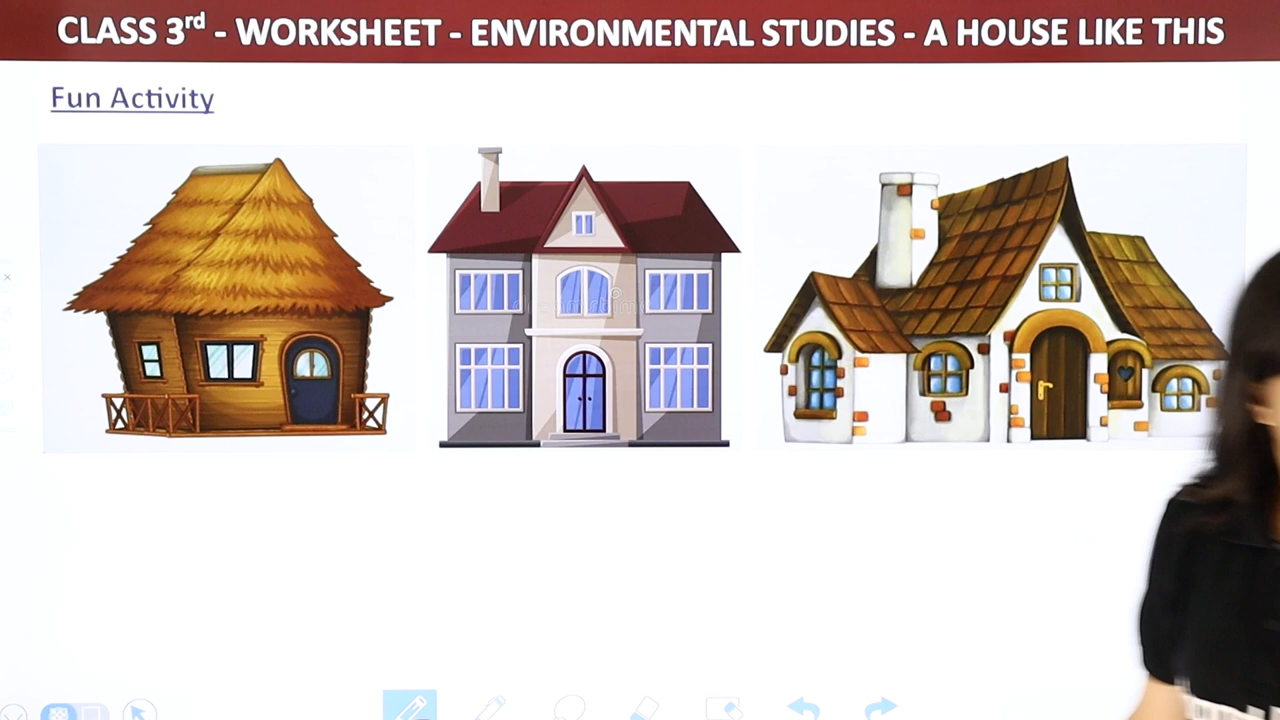 CLASS 3rd - WORKSHEET - ENVIRONMENTAL STUDIES - A HOUSE LIKE THIS
Fun Activity